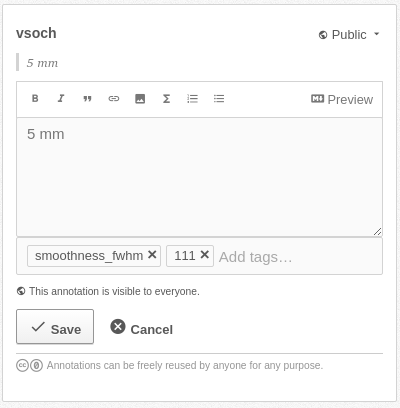 vsoch
Public
5 mm
B I Σ Preview
5 mm
smoothness_fwhm ✕ 111 ✕ Add tags…
This annotation is visible to everyone.
Save Cancel
Annotations can be freely reused by anyone for any purpose.